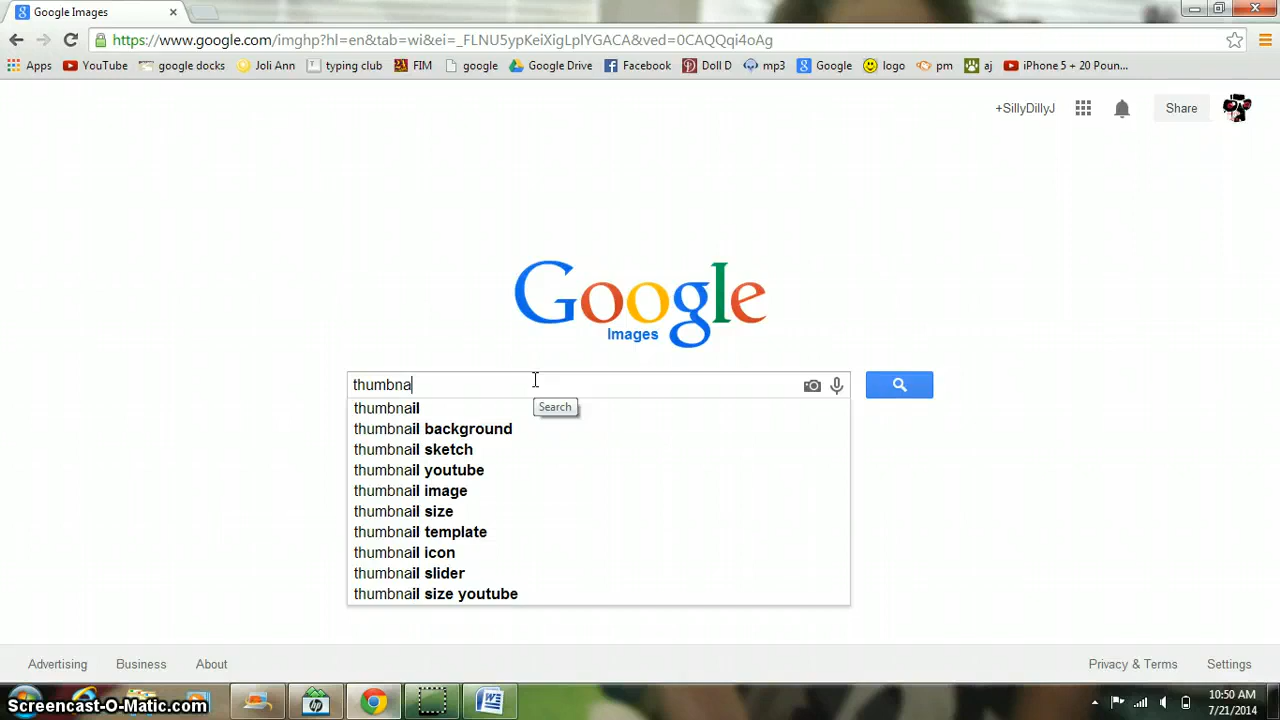 Google Images
https://www.google.com/imghp?hl=en&tab=wi&ei=_FLNU5ypKeiXigLplYGACA&ved=0CAQQqi4oAg
Apps YouTube google docks Joli Ann typing club FIM google Google Drive Facebook Doll D mp3 Google logo pm aj iPhone 5 + 20 Poun...
+SillyDillyJ Share
Google
Images
thumbna
Search
thumbnail
thumbnail background
thumbnail sketch
thumbnail youtube
thumbnail image
thumbnail size
thumbnail template
thumbnail icon
thumbnail slider
thumbnail size youtube
Advertising Business About Privacy & Terms Settings
Screencast-O-Matic.com
10:50 AM
7/21/2014